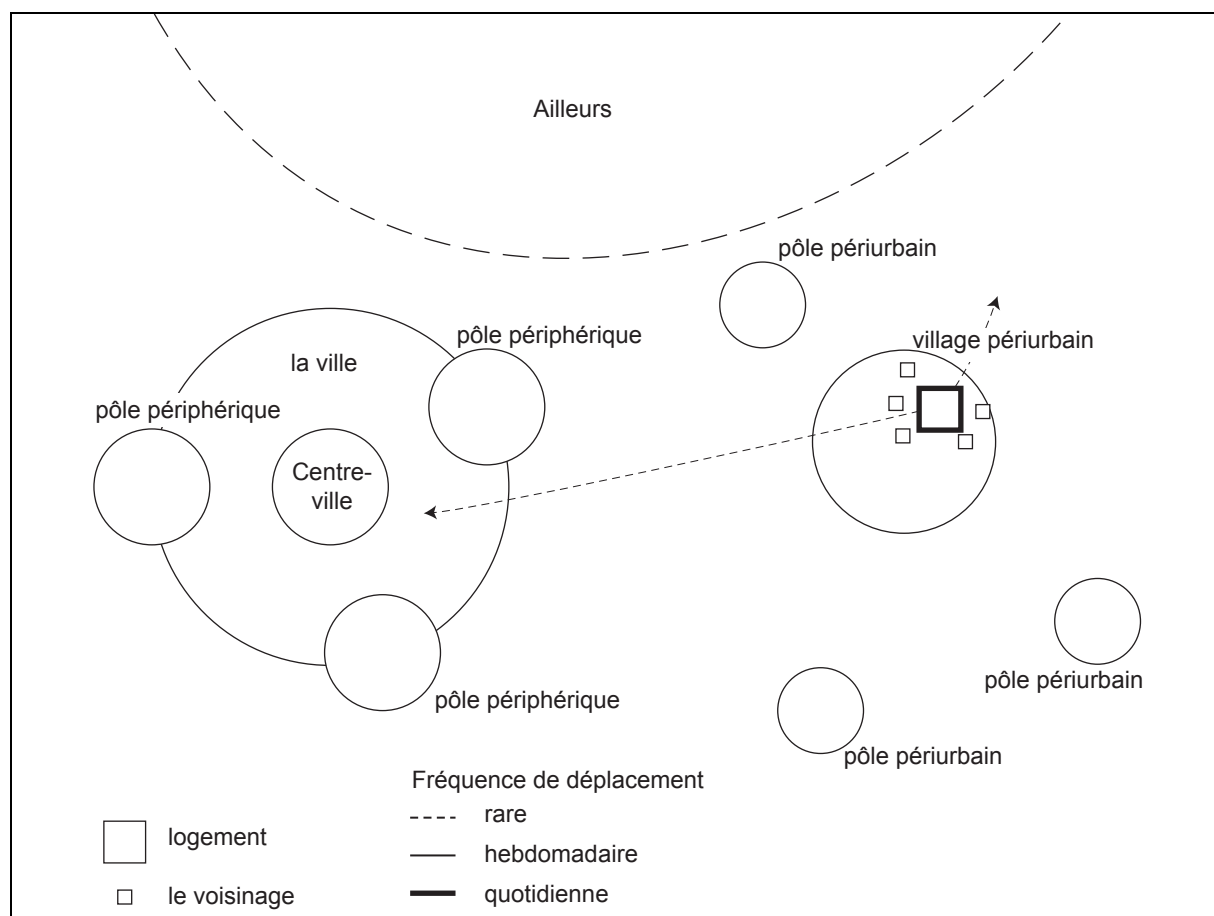 Ailleurs
pôle périurbain
pôle périphérique
village périurbain
la ville
pôle périphérique
Centre-
ville
pôle périurbain
pôle périphérique
pôle périurbain
Fréquence de déplacement
logement
rare
hebdomadaire
le voisinage
quotidienne